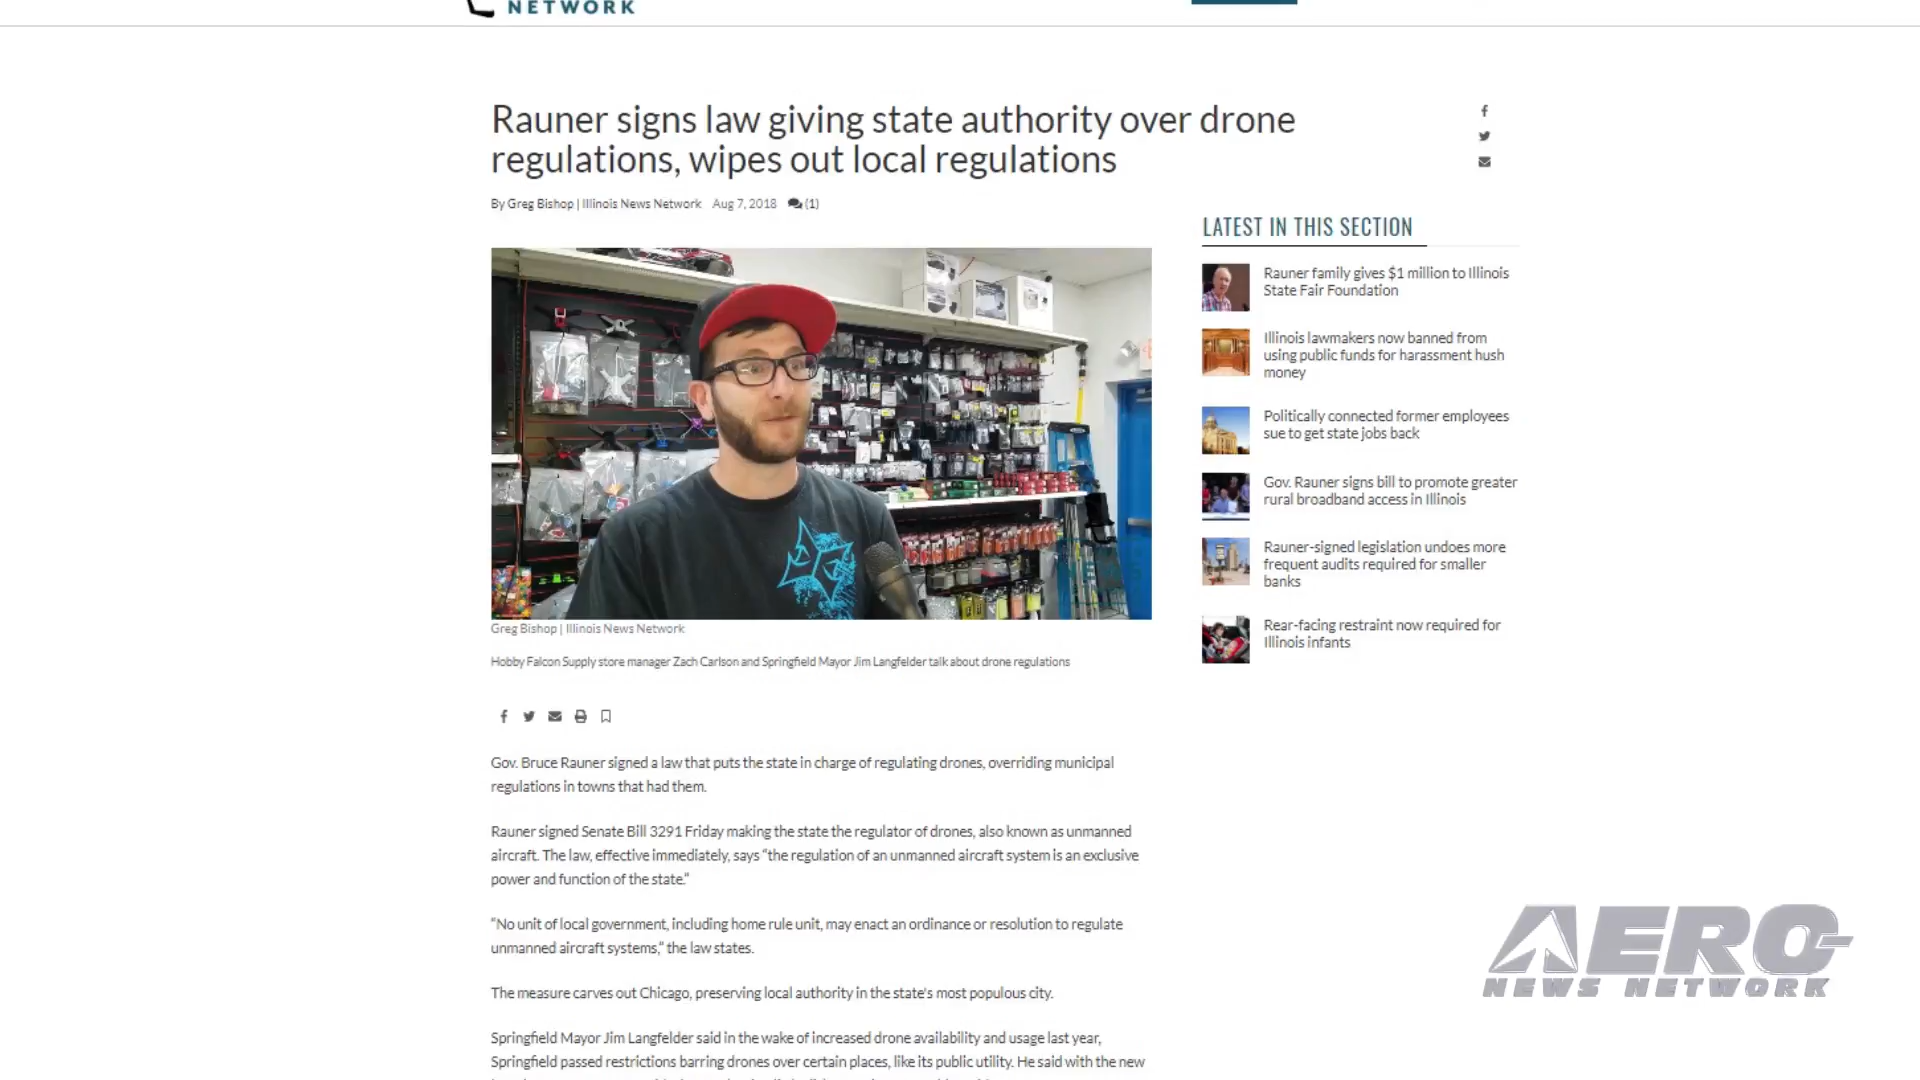 NETWORK
Rauner signs law giving state authority over drone
regulations, wipes out local regulations
By Greg Bishop | Illinois News Network Aug 7, 2018 (1)
Greg Bishop | Illinois News Network
Hobby Falcon Supply store manager Zach Carlson and Springfield Mayor Jim Langfelder talk about drone regulations
Gov. Bruce Rauner signed a law that puts the state in charge of regulating drones, overriding municipal
regulations in towns that had them.
Rauner signed Senate Bill 3291 Friday making the state the regulator of drones, also known as unmanned
aircraft. The law, effective immediately, says “the regulation of an unmanned aircraft system is an exclusive
power and function of the state.”
“No unit of local government, including home rule unit, may enact an ordinance or resolution to regulate
unmanned aircraft systems,” the law states.
The measure carves out Chicago, preserving local authority in the state's most populous city.
Springfield Mayor Jim Langfelder said in the wake of increased drone availability and usage last year,
Springfield passed restrictions barring drones over certain places, like its public utility. He said with the new
LATEST IN THIS SECTION
Rauner family gives $1 million to Illinois
State Fair Foundation
Illinois lawmakers now banned from
using public funds for harassment hush
money
Politically connected former employees
sue to get state jobs back
Gov. Rauner signs bill to promote greater
rural broadband access in Illinois
Rauner-signed legislation undoes more
frequent audits required for smaller
banks
Rear-facing restraint now required for
Illinois infants
AERO-
NEWS NETWORK